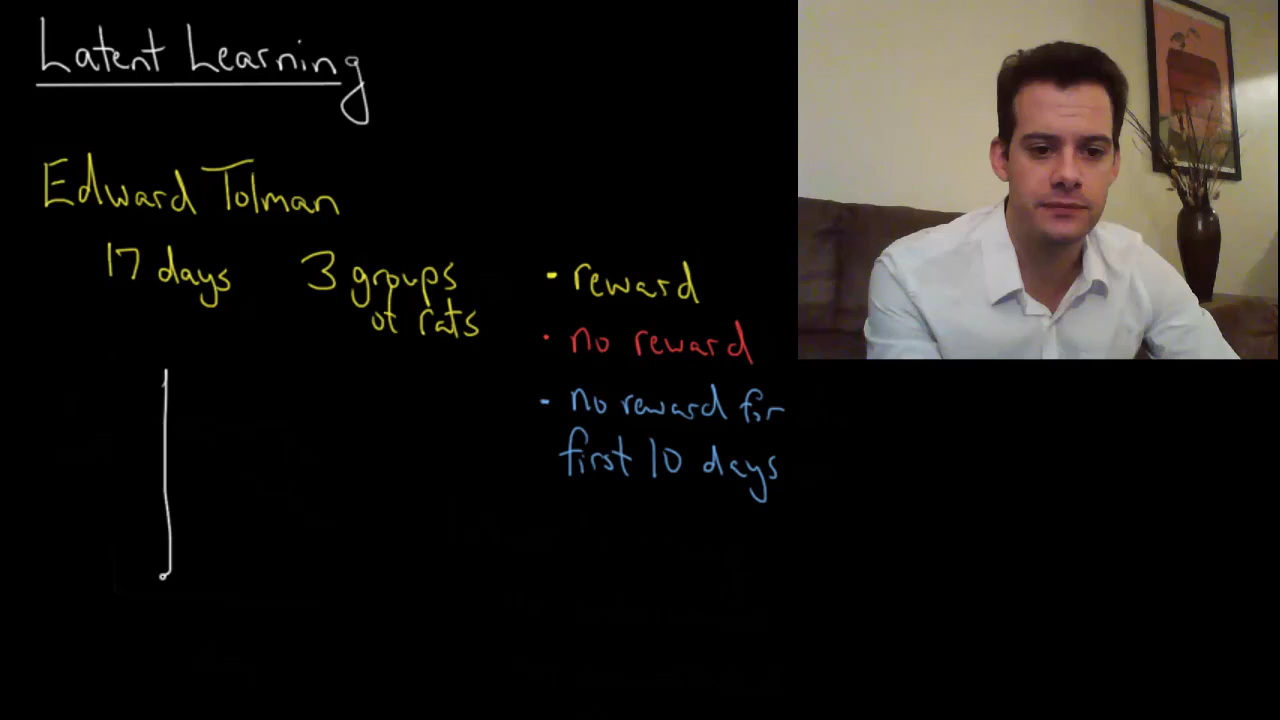 Latent Learning
Edward Tolman
17 days
3 groups
of rats
- reward
· no reward
- no reward for
first 10 days